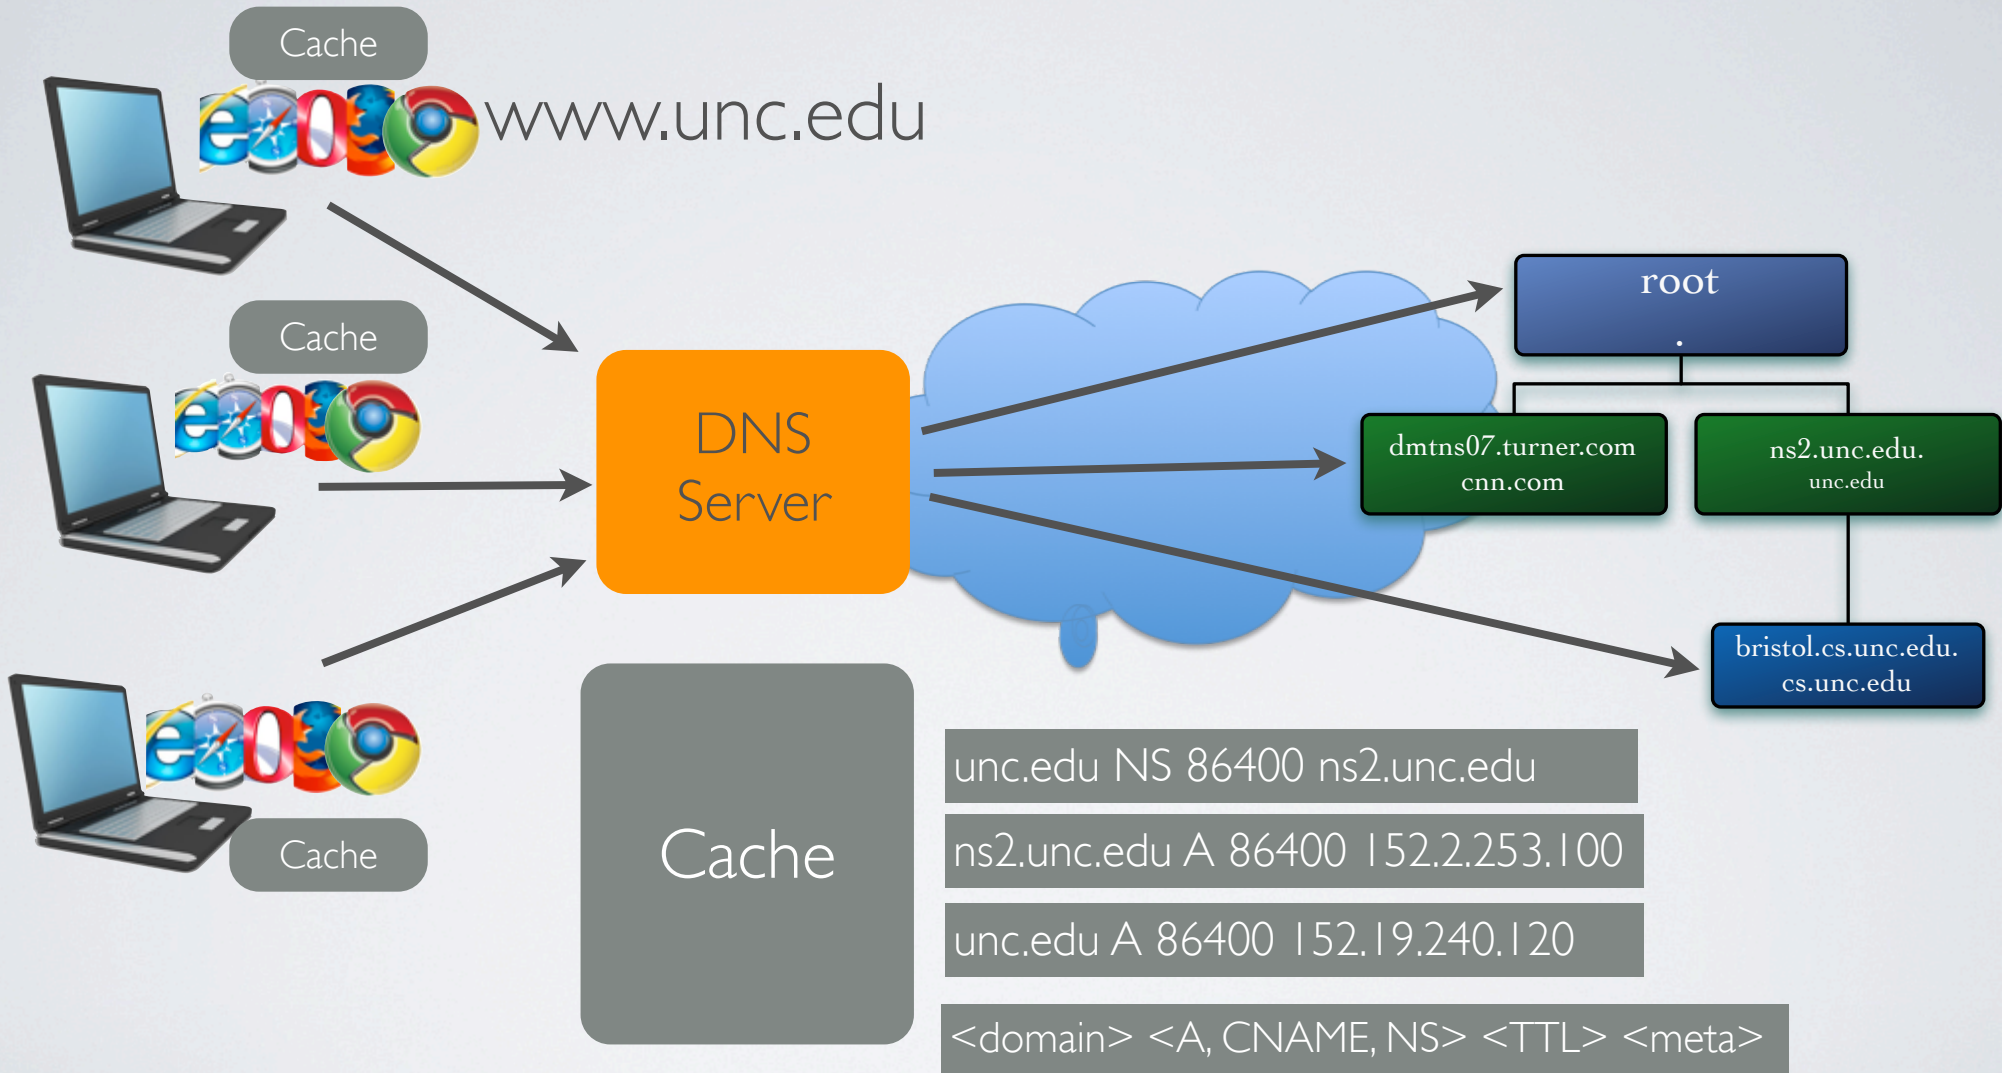 Cache
www.unc.edu
Cache
Cache
DNS
Server
root
.
dmtns07.turner.com
cnn.com
ns2.unc.edu.
unc.edu
bristol.cs.unc.edu.
cs.unc.edu
Cache
unc.edu NS 86400 ns2.unc.edu
ns2.unc.edu A 86400 152.2.253.100
unc.edu A 86400 152.19.240.120
<domain> <A, CNAME, NS> <TTL> <meta>